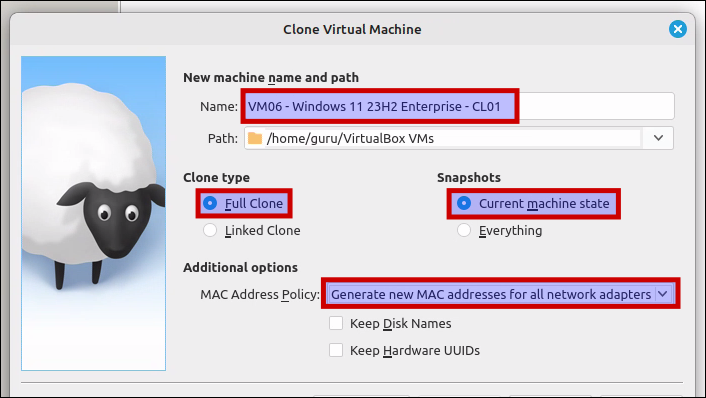 Clone Virtual Machine
New machine name and path
Name: VM06 - Windows 11 23H2 Enterprise - CL01
Path: /home/guru/VirtualBox VMs
Clone type
Snapshots
Full Clone
Current machine state
Linked Clone
Everything
Additional options
MAC Address Policy: Generate new MAC addresses for all network adapters
Keep Disk Names
Keep Hardware UUIDs